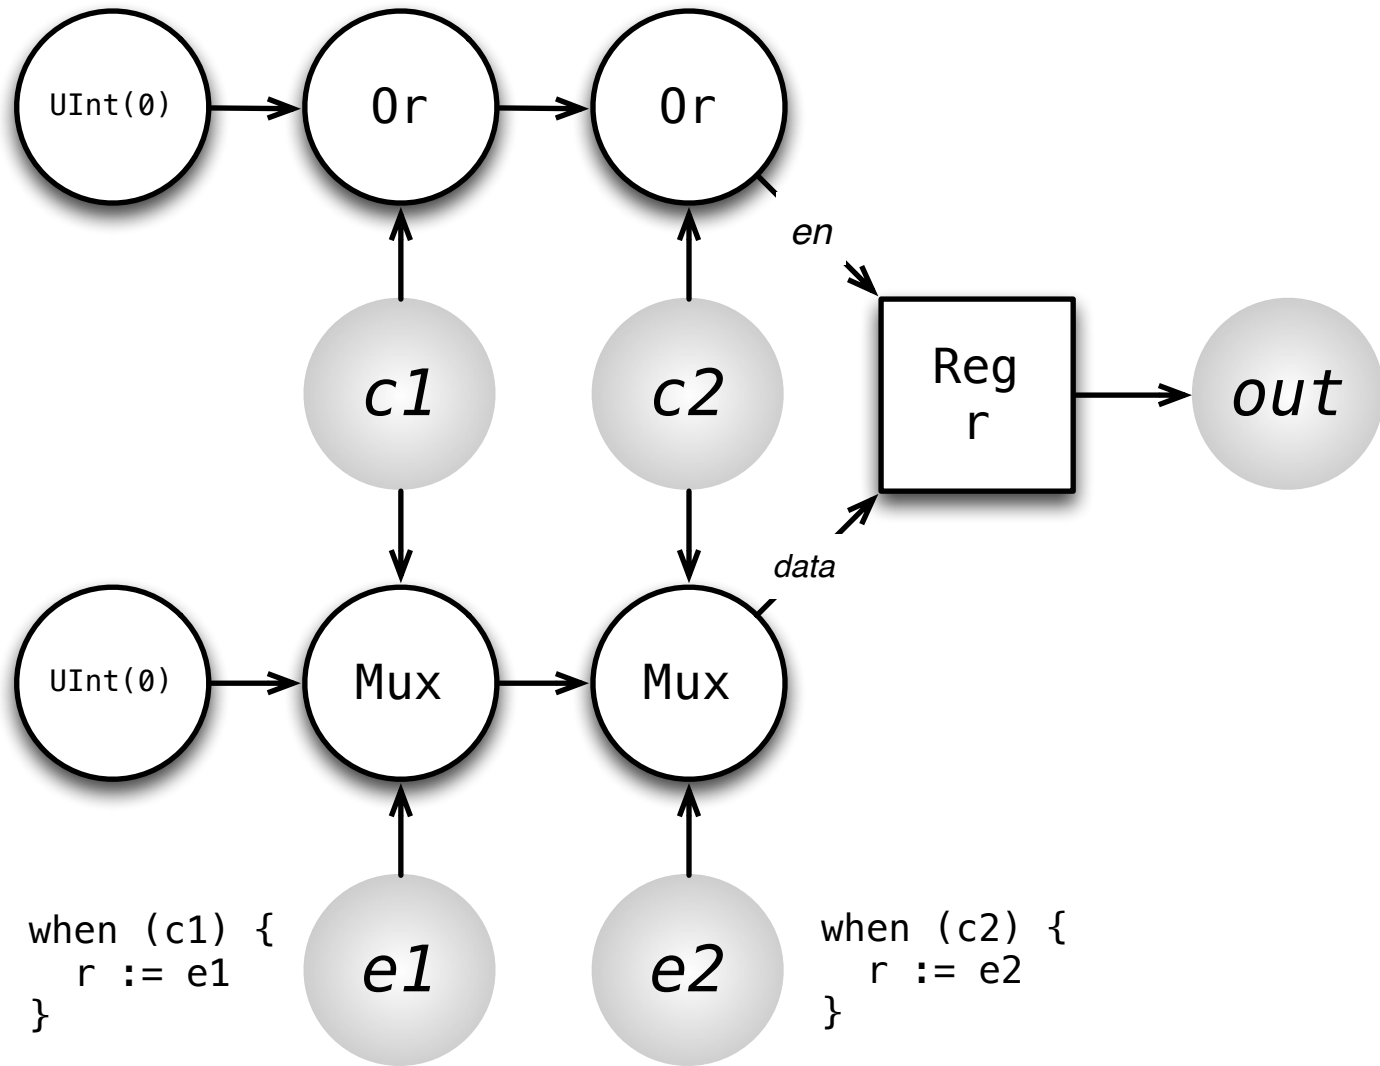 UInt(0)
Or
Or
en
c1
c2
Reg
r
out
data
UInt(0)
Mux
Mux
when (c1) {
  r := e1
}
e1
e2
when (c2) {
  r := e2
}